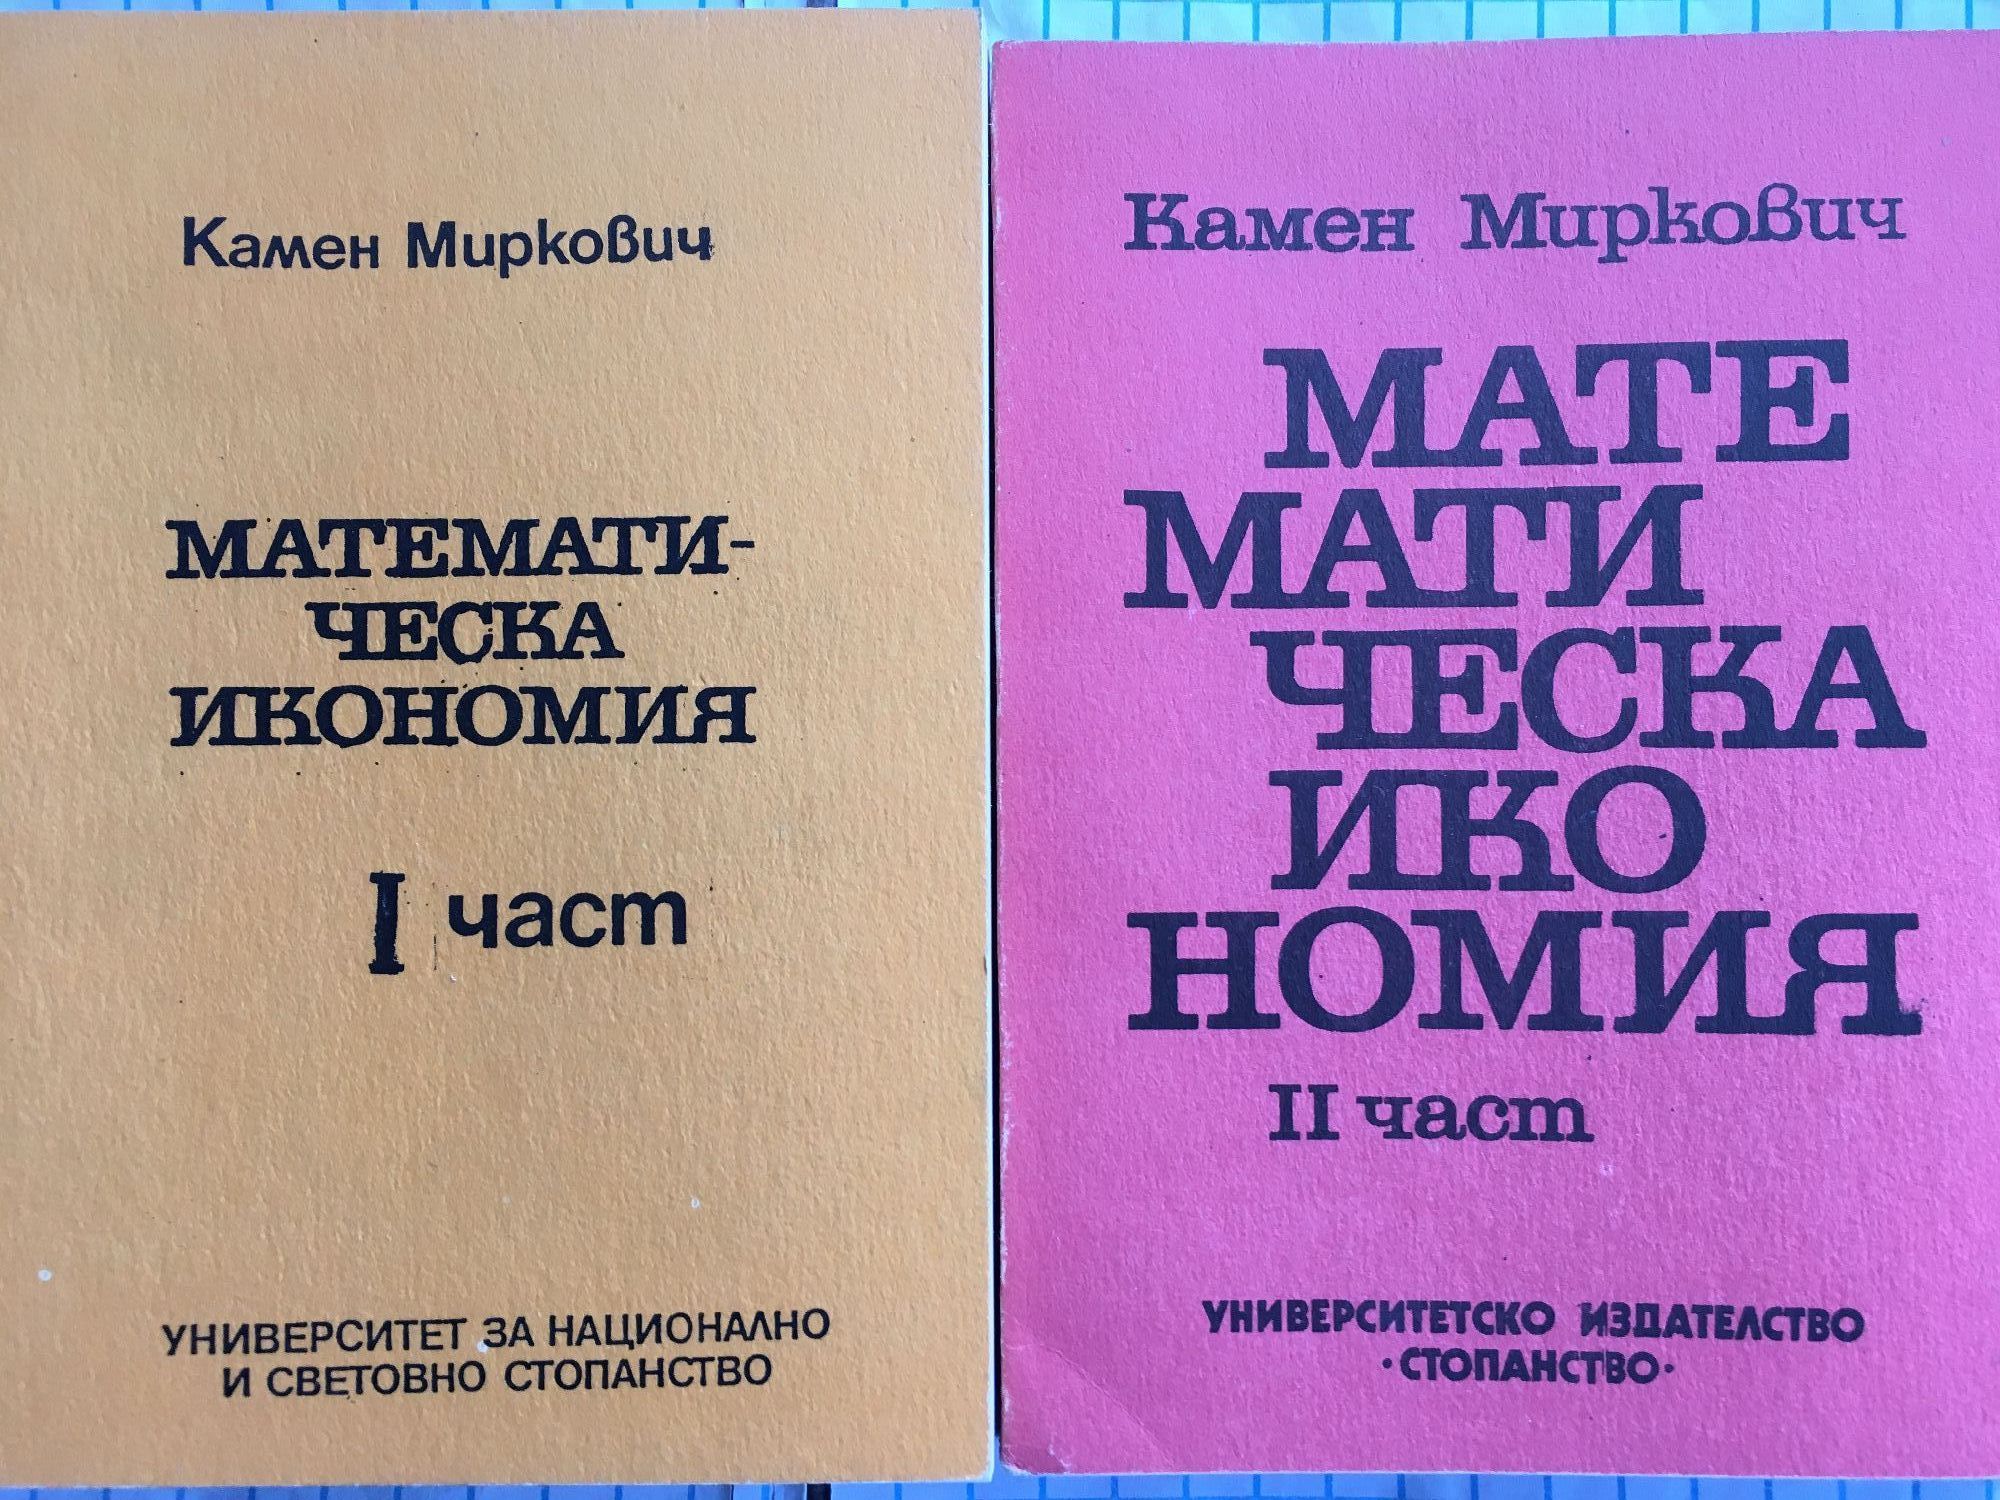 Камен Миркович
МАТЕМАТИ-
ЧЕСКА
ИКОНОМИЯ
I част
УНИВЕРСИТЕТ ЗА НАЦИОНАЛНО
И СВЕТОВНО СТОПАНСТВО
Камен Миркович
МАТЕ
МАТИ
ЧЕСКА
ИКО
НОМИЯ
II част
УНИВЕРСИТЕТСКО ИЗДАТЕЛСТВО
·СТОПАНСТВО·